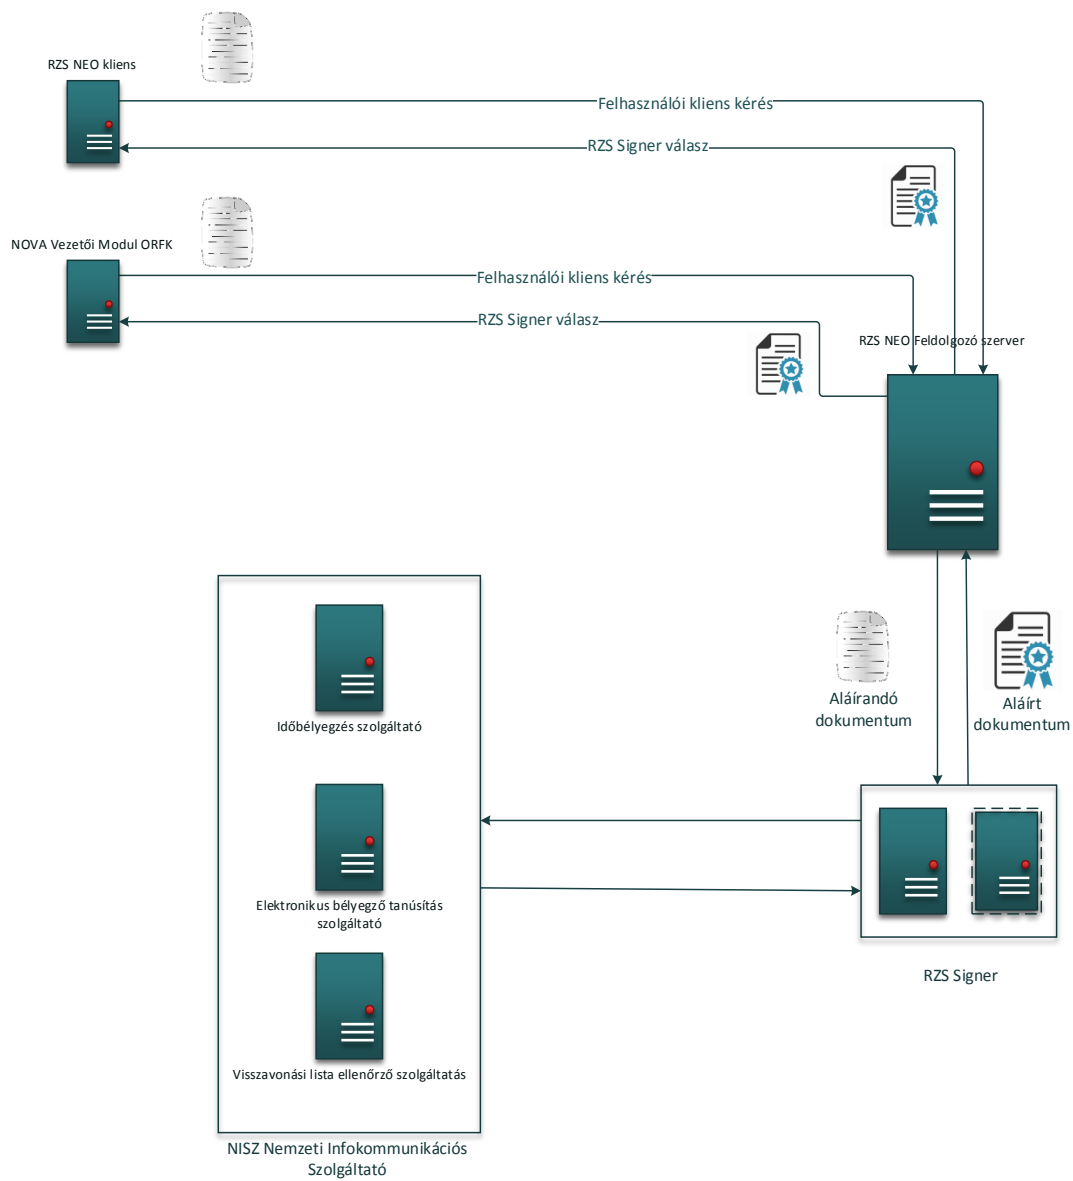 RZS NEO kliens
Felhasználói kliens kérés
RZS Signer válasz
NOVA Vezetői Modul ORFK
Felhasználói kliens kérés
RZS Signer válasz
RZS NEO Feldolgozó szerver
Aláírandó
dokumentum
Aláírt
dokumentum
Időbélyegzés szolgáltató
Elektronikus bélyegző tanúsítás
szolgáltató
RZS Signer
Visszavonási lista ellenőrző szolgáltatás
NISZ Nemzeti Infokommunikációs
Szolgáltató